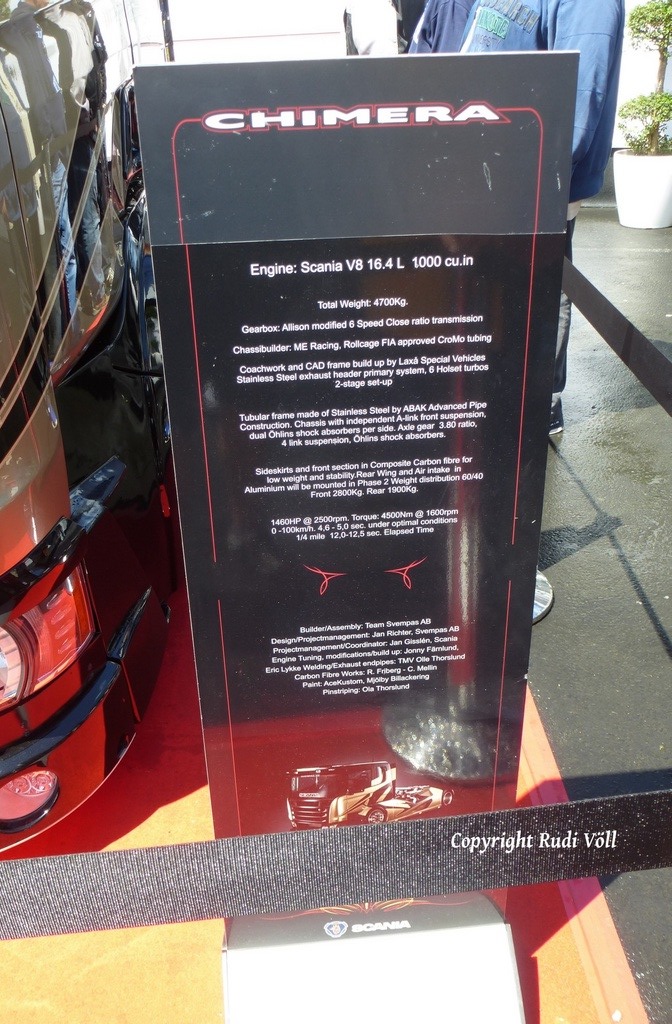 CHIMERA
Engine: Scania V8 16.4 L 1000 cu.in
Total Weight: 4700Kg.
Gearbox: Allison modified 6 Speed Close ratio transmission
Chassibuilder: ME Racing, Rollcage FIA approved CroMo tubing
Coachwork and CAD frame build up by Laxå Special Vehicles
Stainless Steel exhaust header primary system, 6 Holset turbos
2-stage set-up
Tubular frame made of Stainless Steel by ABAK Advanced Pipe
Construction. Chassis with independent A-link front suspension,
dual Öhlins shock absorbers per side. Axle gear 3.80 ratio,
4 link suspension, Öhlins shock absorbers.
Sideskirts and front section in Composite Carbon fibre for
low weight and stability.Rear Wing and Air intake in
Aluminium will be mounted in Phase 2 Weight distribution 60/40
Front 2800Kg. Rear 1900Kg.
1460HP @ 2500rpm. Torque: 4500Nm @ 1600rpm
0 -100km/h. 4,6 - 5,0 sec. under optimal conditions
1/4 mile 12,0-12,5 sec. Elapsed Time
Builder/Assembly: Team Svempas AB
Design/Projectmanagement: Jan Richter, Svempas AB
Projectmanagement/Coordinator: Jan Gisslén, Scania
Engine Tuning, modifications/build up: Jonny Färnlund,
Eric Lykke Welding/Exhaust endpipes: TMV Olle Thorslund
Carbon Fibre Works: R. Friberg - C. Mellin
Paint: AceKustom, Mjölby Billackering
Pinstriping: Ola Thorslund
Copyright Rudi Völl
SCANIA